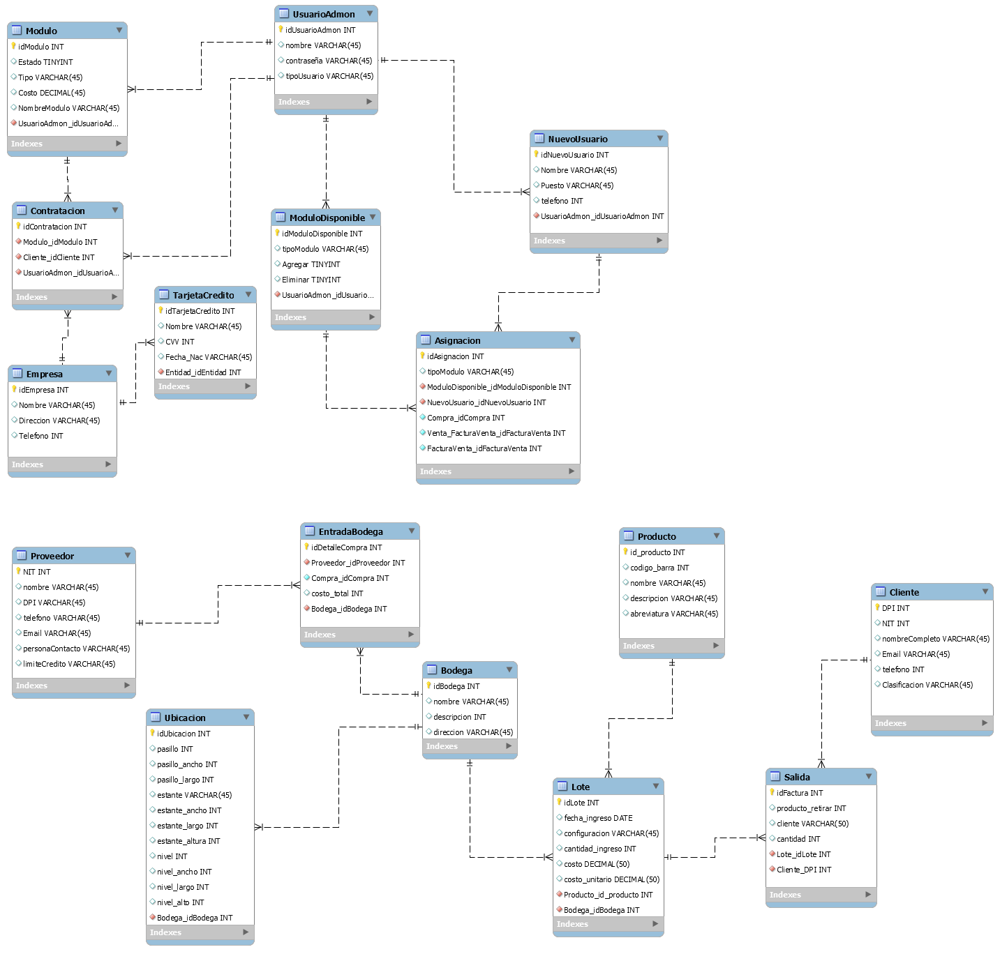 Modulo
idModulo INT
Estado TINYINT
Tipo VARCHAR(45)
Costo DECIMAL(45)
NombreModulo VARCHAR(45)
UsuarioAdmon_idUsuarioAd...
Indexes
UsuarioAdmon
idUsuarioAdmon INT
nombre VARCHAR(45)
contraseña VARCHAR(45)
tipoUsuario VARCHAR(45)
Indexes
NuevoUsuario
idNuevoUsuario INT
Nombre VARCHAR(45)
Puesto VARCHAR(45)
telefono INT
UsuarioAdmon_idUsuarioAdmon INT
Indexes
Contratacion
idContratacion INT
Modulo_idModulo INT
Cliente_idCliente INT
UsuarioAdmon_idUsuarioA...
Indexes
ModuloDisponible
idModuloDisponible INT
tipoModulo VARCHAR(45)
Agregar TINYINT
Eliminar TINYINT
UsuarioAdmon_idUsuario...
Indexes
TarjetaCredito
idTarjetaCredito INT
Nombre VARCHAR(45)
CVV INT
Fecha_Nac VARCHAR(45)
Entidad_idEntidad INT
Indexes
Asignacion
idAsignacion INT
tipoModulo VARCHAR(45)
ModuloDisponible_idModuloDisponible INT
NuevoUsuario_idNuevoUsuario INT
Compra_idCompra INT
Venta_FacturaVenta_idFacturaVenta INT
FacturaVenta_idFacturaVenta INT
Indexes
Empresa
idEmpresa INT
Nombre VARCHAR(45)
Direccion VARCHAR(45)
Telefono INT
Indexes
Proveedor
NIT INT
nombre VARCHAR(45)
DPI VARCHAR(45)
telefono VARCHAR(45)
Email VARCHAR(45)
personaContacto VARCHAR(45)
limiteCredito VARCHAR(45)
Indexes
EntradaBodega
idDetalleCompra INT
Proveedor_idProveedor INT
Compra_idCompra INT
costo_total INT
Bodega_idBodega INT
Indexes
Producto
id_producto INT
codigo_barra INT
nombre VARCHAR(45)
descripcion VARCHAR(45)
abreviatura VARCHAR(45)
Indexes
Cliente
DPI INT
NIT INT
nombreCompleto VARCHAR(45)
Email VARCHAR(45)
telefono INT
Clasificacion VARCHAR(45)
Indexes
Bodega
idBodega INT
nombre VARCHAR(45)
descripcion INT
direccion VARCHAR(45)
Indexes
Ubicacion
idUbicacion INT
pasillo INT
pasillo_ancho INT
pasillo_largo INT
estante VARCHAR(45)
estante_ancho INT
estante_largo INT
estante_altura INT
nivel INT
nivel_ancho INT
nivel_largo INT
nivel_alto INT
Bodega_idBodega INT
Indexes
Lote
idLote INT
fecha_ingreso DATE
configuracion VARCHAR(45)
cantidad_ingreso INT
costo DECIMAL(50)
costo_unitario DECIMAL(50)
Producto_id_producto INT
Bodega_idBodega INT
Indexes
Salida
idFactura INT
producto_retirar INT
cliente VARCHAR(50)
cantidad INT
Lote_idLote INT
Cliente_DPI INT
Indexes